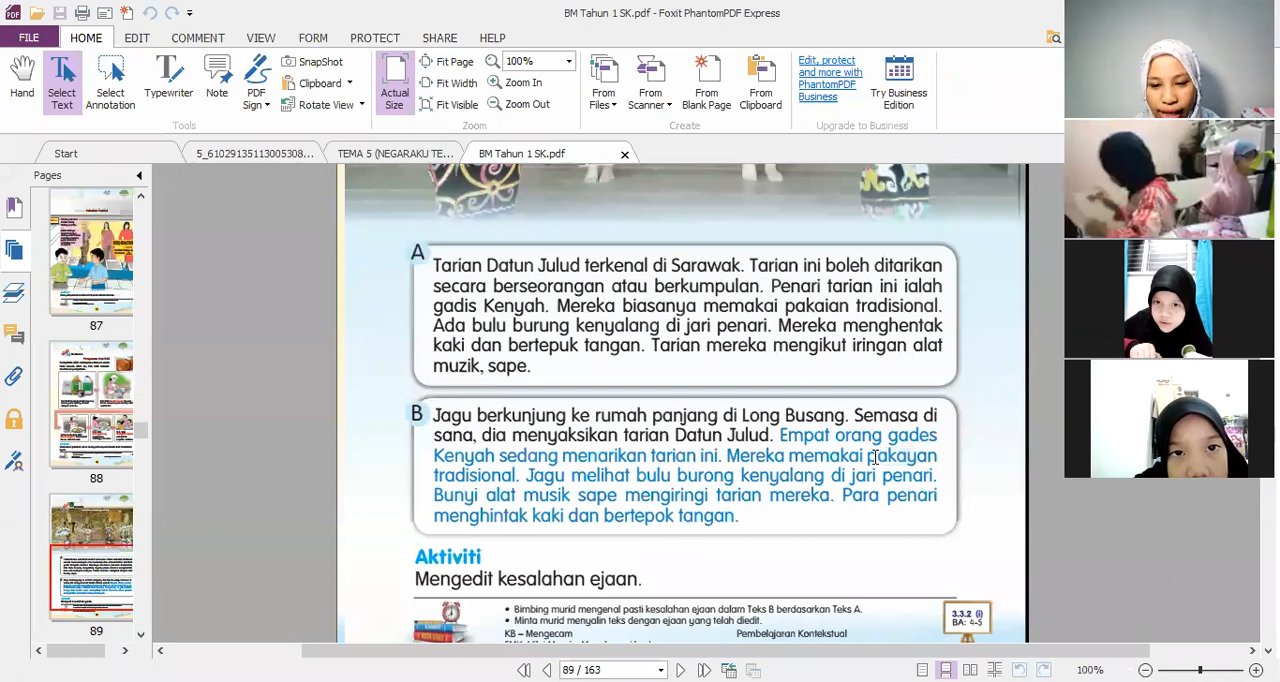 BM Tahun 1 SK.pdf - Foxit PhantomPDF Express
FILE HOME EDIT COMMENT VIEW FORM PROTECT SHARE HELP
Hand
Select Text
Select Annotation
Typewriter
Note
PDF Sign
SnapShot
Clipboard
Rotate View
Tools
Actual Size
Fit Page
Fit Width
Fit Visible
100%
Zoom In
Zoom Out
Zoom
From Files
From Scanner
From Blank Page
From Clipboard
Create
Edit, protect
and more with
PhantomPDF
Business
Try Business Edition
Upgrade to Business
Start
5_61029135113005308...
TEMA 5 (NEGARAKU TE...
BM Tahun 1 SK.pdf
Pages
87
88
89
A
Tarian Datun Julud terkenal di Sarawak. Tarian ini boleh ditarikan
secara berseorangan atau berkumpulan. Penari tarian ini ialah
gadis Kenyah. Mereka biasanya memakai pakaian tradisional.
Ada bulu burung kenyalang di jari penari. Mereka menghentak
kaki dan bertepuk tangan. Tarian mereka mengikut iringan alat
muzik, sape.
B
Jagu berkunjung ke rumah panjang di Long Busang. Semasa di
sana, dia menyaksikan tarian Datun Julud. Empat orang gades
Kenyah sedang menarikan tarian ini. Mereka memakai pakayan
tradisional. Jagu melihat bulu burong kenyalang di jari penari.
Bunyi alat musik sape mengiringi tarian mereka. Para penari
menghintak kaki dan bertepok tangan.
Aktiviti
Mengedit kesalahan ejaan.
• Bimbing murid mengenal pasti kesalahan ejaan dalam Teks B berdasarkan Teks A.
• Minta murid menyalin teks dengan ejaan yang telah diedit.
KB – Mengecam
Pembelajaran Kontekstual
3.3.2 (i)
BA: 4-5
89 / 163
100%